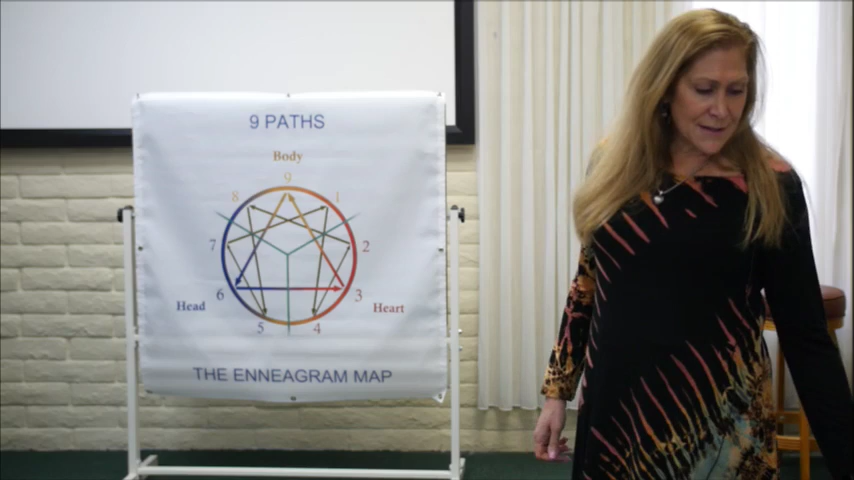 9 PATHS
Body
9
8 1
7 2
6 3
Head Heart
5 4
THE ENNEAGRAM MAP